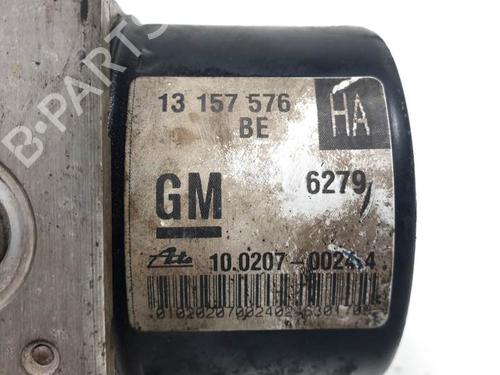 B-PARTS
13 157 576
BE
HA
GM
6279
Ate
10.0207-0024.4